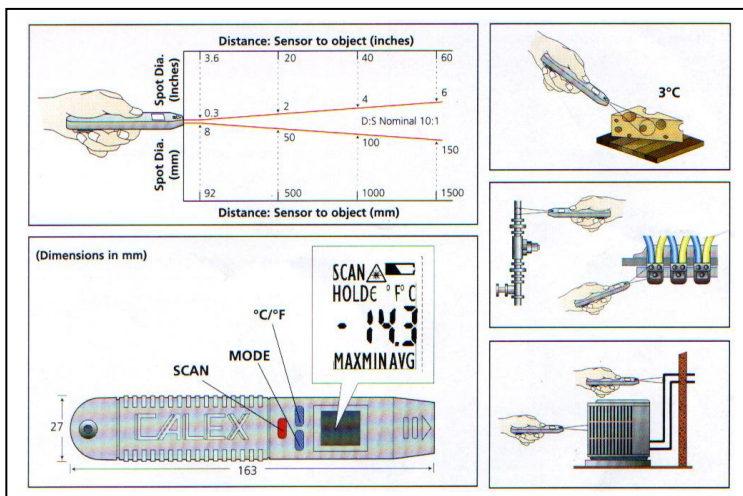 Distance: Sensor to object (inches)
3.6 20 40 60
Spot Dia.
(Inches)
0.3 2 4 6
D:S Nominal 10:1
8 50 100 150
Spot Dia.
(mm)
92 500 1000 1500
Distance: Sensor to object (mm)
3°C
(Dimensions in mm)
SCAN
HOLD€ °F°C
-14.3
MAXMINAVG
°C/°F
MODE
SCAN
CALEX
27
163